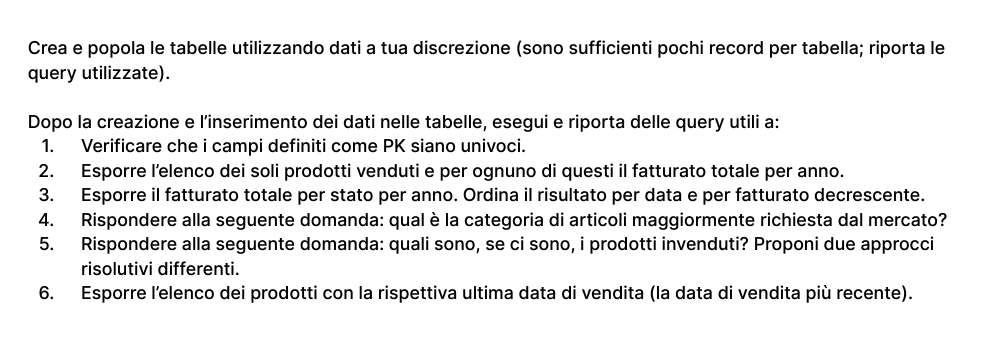 Crea e popola le tabelle utilizzando dati a tua discrezione (sono sufficienti pochi record per tabella; riporta le
query utilizzate).
Dopo la creazione e l'inserimento dei dati nelle tabelle, esegui e riporta delle query utili a:
1. Verificare che i campi definiti come PK siano univoci.
2. Esporre l'elenco dei soli prodotti venduti e per ognuno di questi il fatturato totale per anno.
3. Esporre il fatturato totale per stato per anno. Ordina il risultato per data e per fatturato decrescente.
4. Rispondere alla seguente domanda: qual è la categoria di articoli maggiormente richiesta dal mercato?
5. Rispondere alla seguente domanda: quali sono, se ci sono, i prodotti invenduti? Proponi due approcci
risolutivi differenti.
6. Esporre l'elenco dei prodotti con la rispettiva ultima data di vendita (la data di vendita più recente).